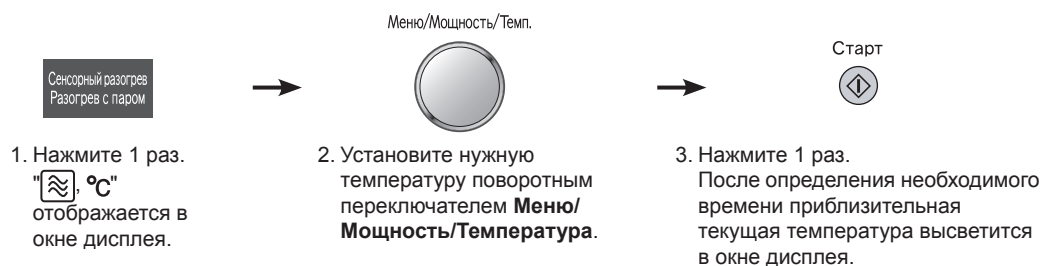 Меню/Мощность/Темп.
Сенсорный разогрев
Разогрев с паром
Старт
1. Нажмите 1 раз.
", °C"
отображается в
окне дисплея.
2. Установите нужную
температуру поворотным
переключателем Меню/
Мощность/Температура.
3. Нажмите 1 раз.
После определения необходимого
времени приблизительная
текущая температура высветится
в окне дисплея.